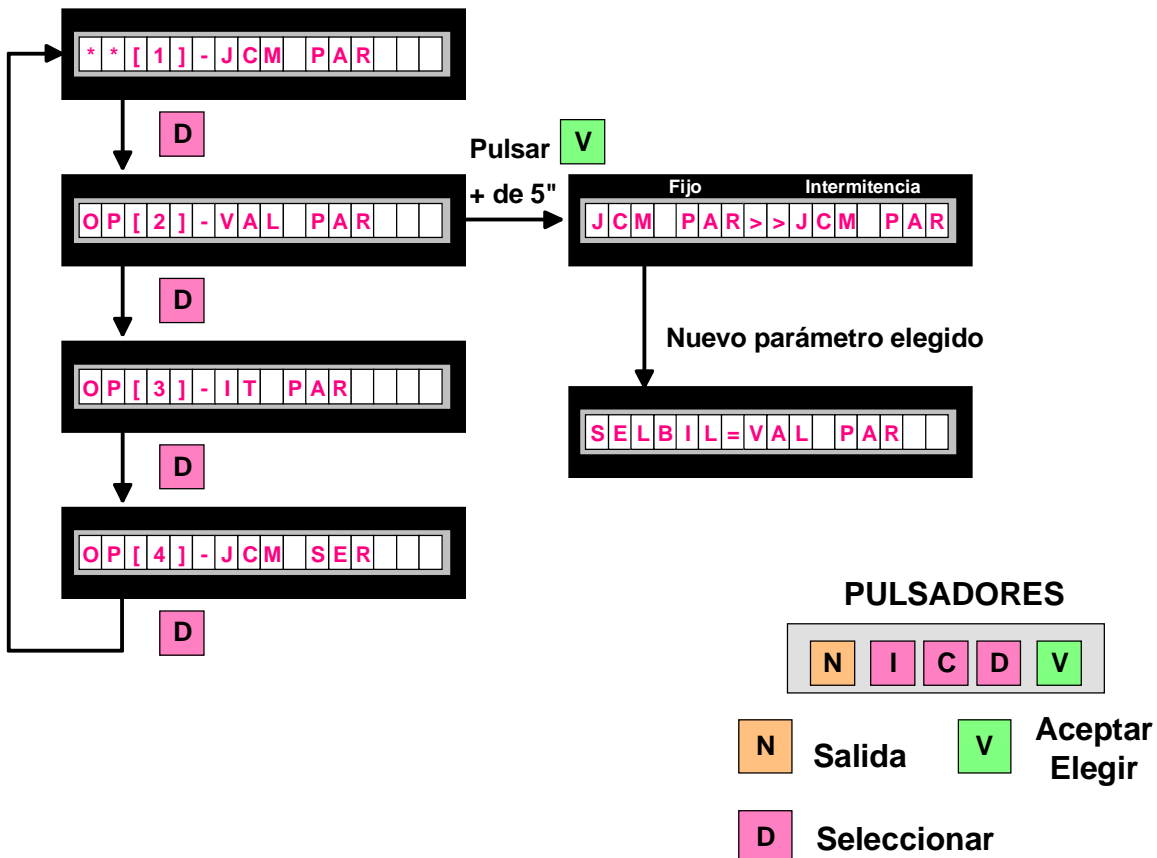 **[1]-JCM PAR
D
Pulsar V
+ de 5"
OP[2]-VAL PAR
Fijo Intermitencia
JCM PAR>>JCM PAR
D
Nuevo parámetro elegido
OP[3]-IT PAR
SELBIL=VAL PAR
D
OP[4]-JCM SER
D
PULSADORES
N I C D V
N Salida
V Aceptar
Elegir
D Seleccionar